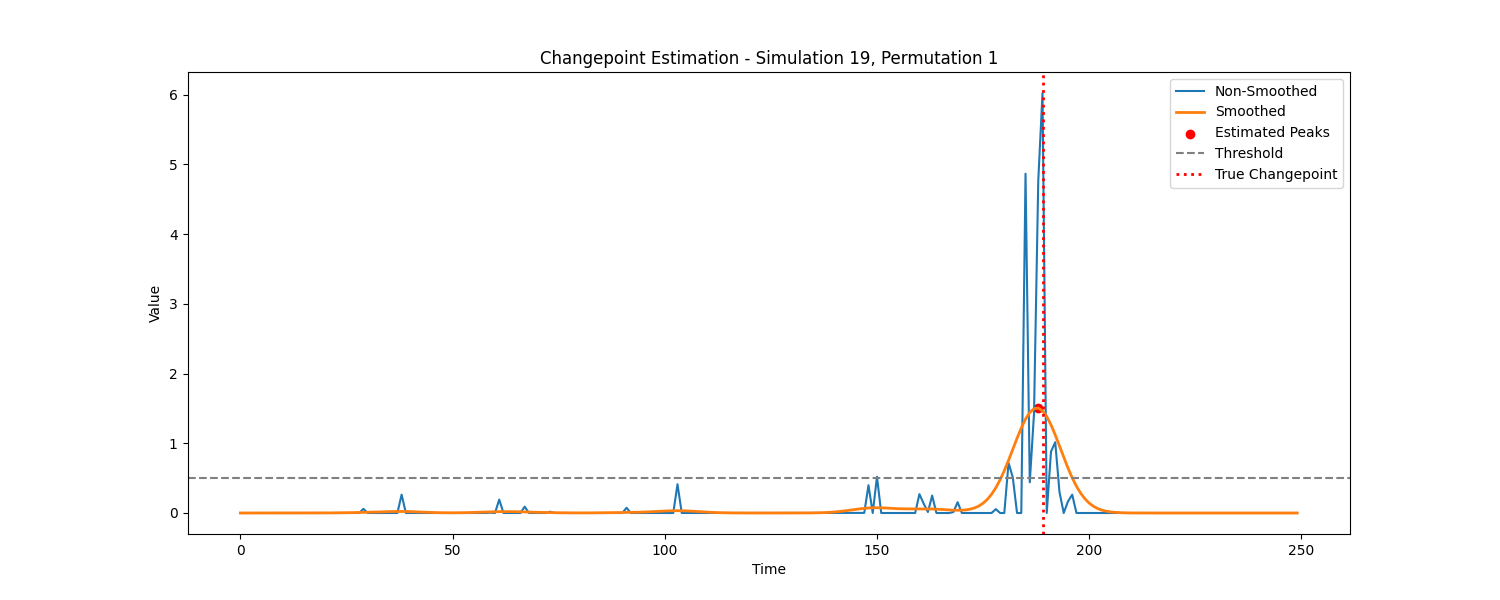 Changepoint Estimation - Simulation 19, Permutation 1
Non-Smoothed
Smoothed
Estimated Peaks
Threshold
True Changepoint
Value
6
5
4
3
2
1
0
0 50 100 150 200 250
Time